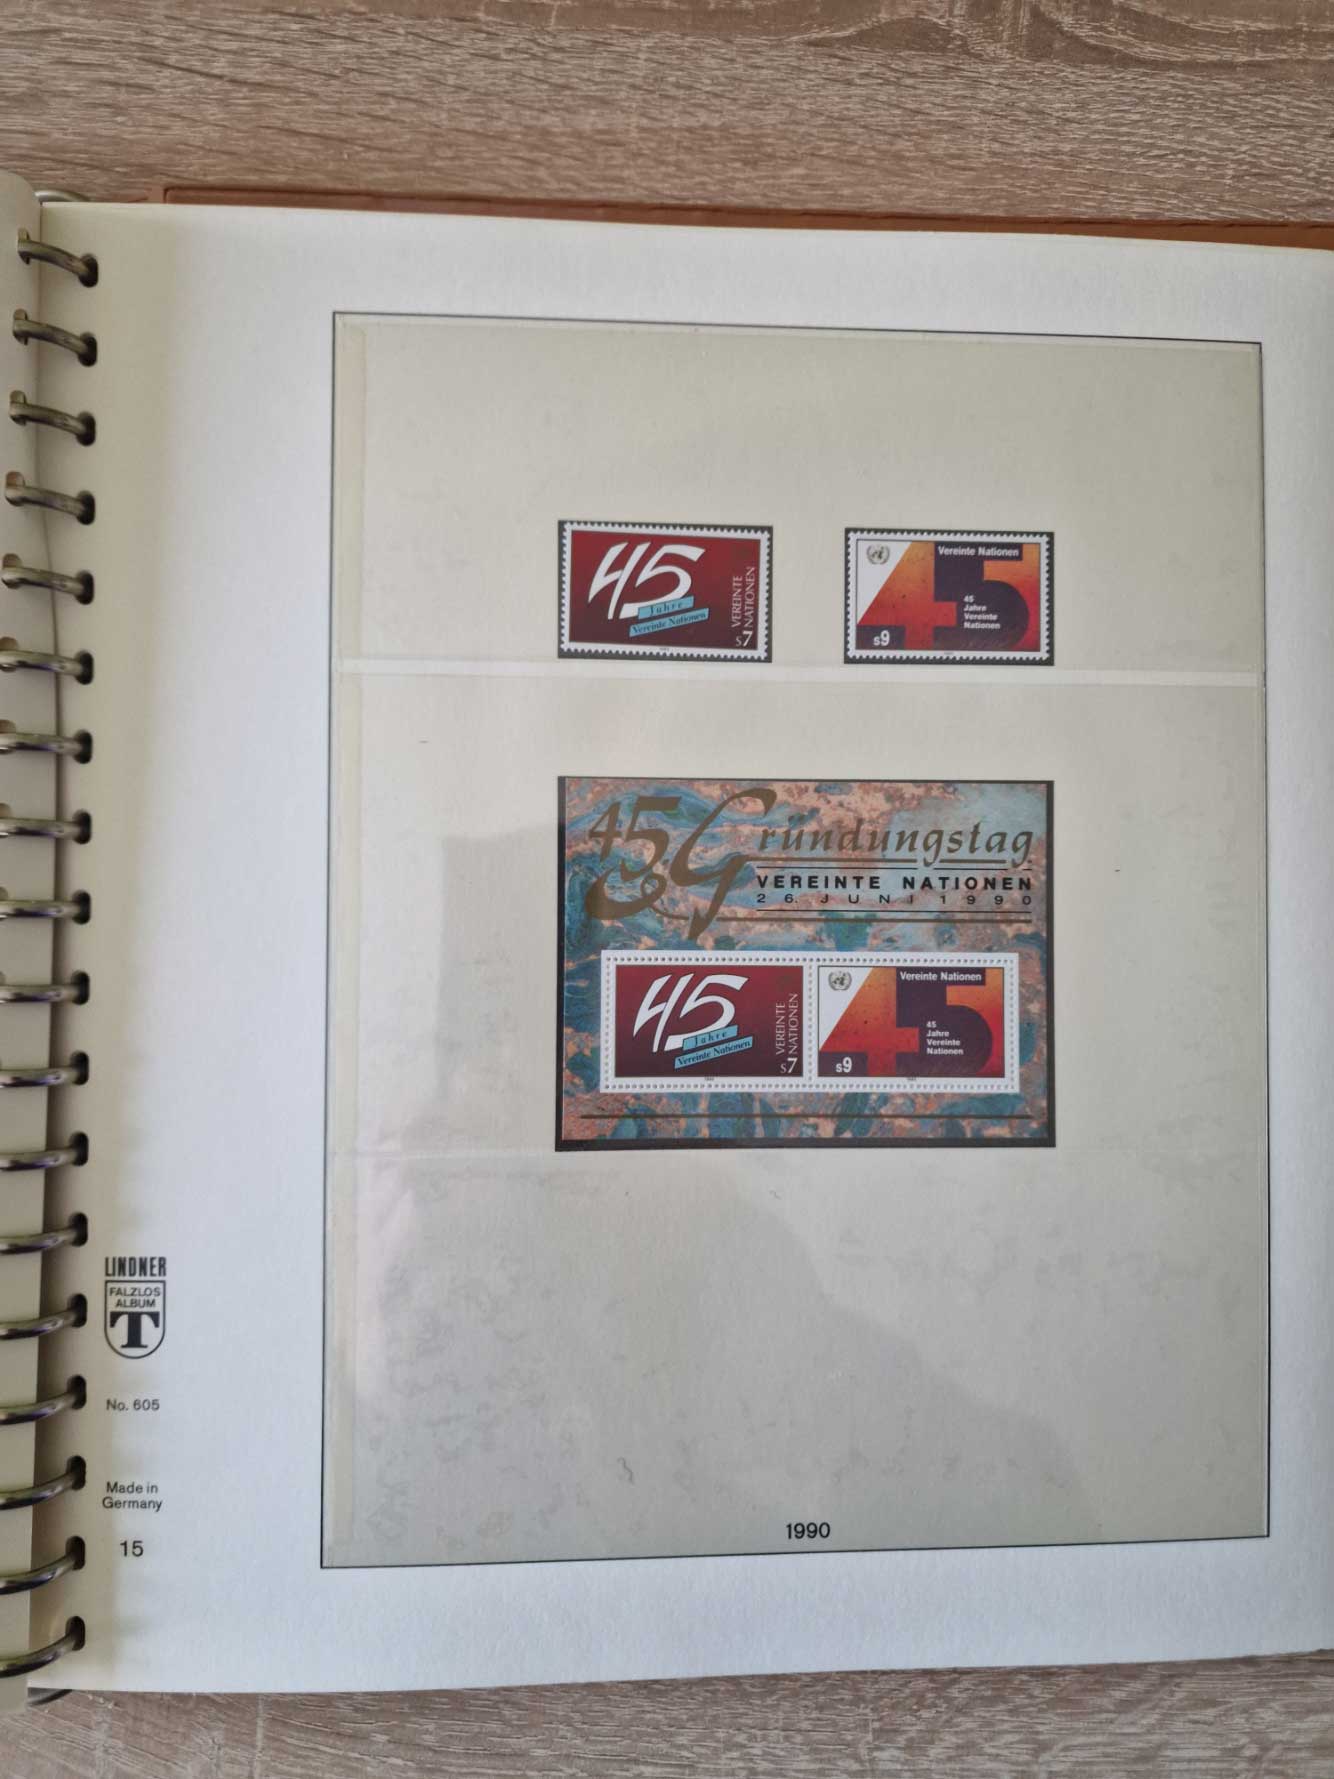 45
Jahre
Vereinte Nationen
VEREINTE
NATIONEN
s7
Vereinte Nationen
45
45
Jahre
Vereinte
Nationen
s9
45 Gründungstag
VEREINTE NATIONEN
26. JUNI 1990
45
Jahre
Vereinte Nationen
VEREINTE
NATIONEN
s7
Vereinte Nationen
45
45
Jahre
Vereinte
Nationen
s9
LINDNER
FALZLOS
ALBUM
T
No. 605
Made in
Germany
15
1990